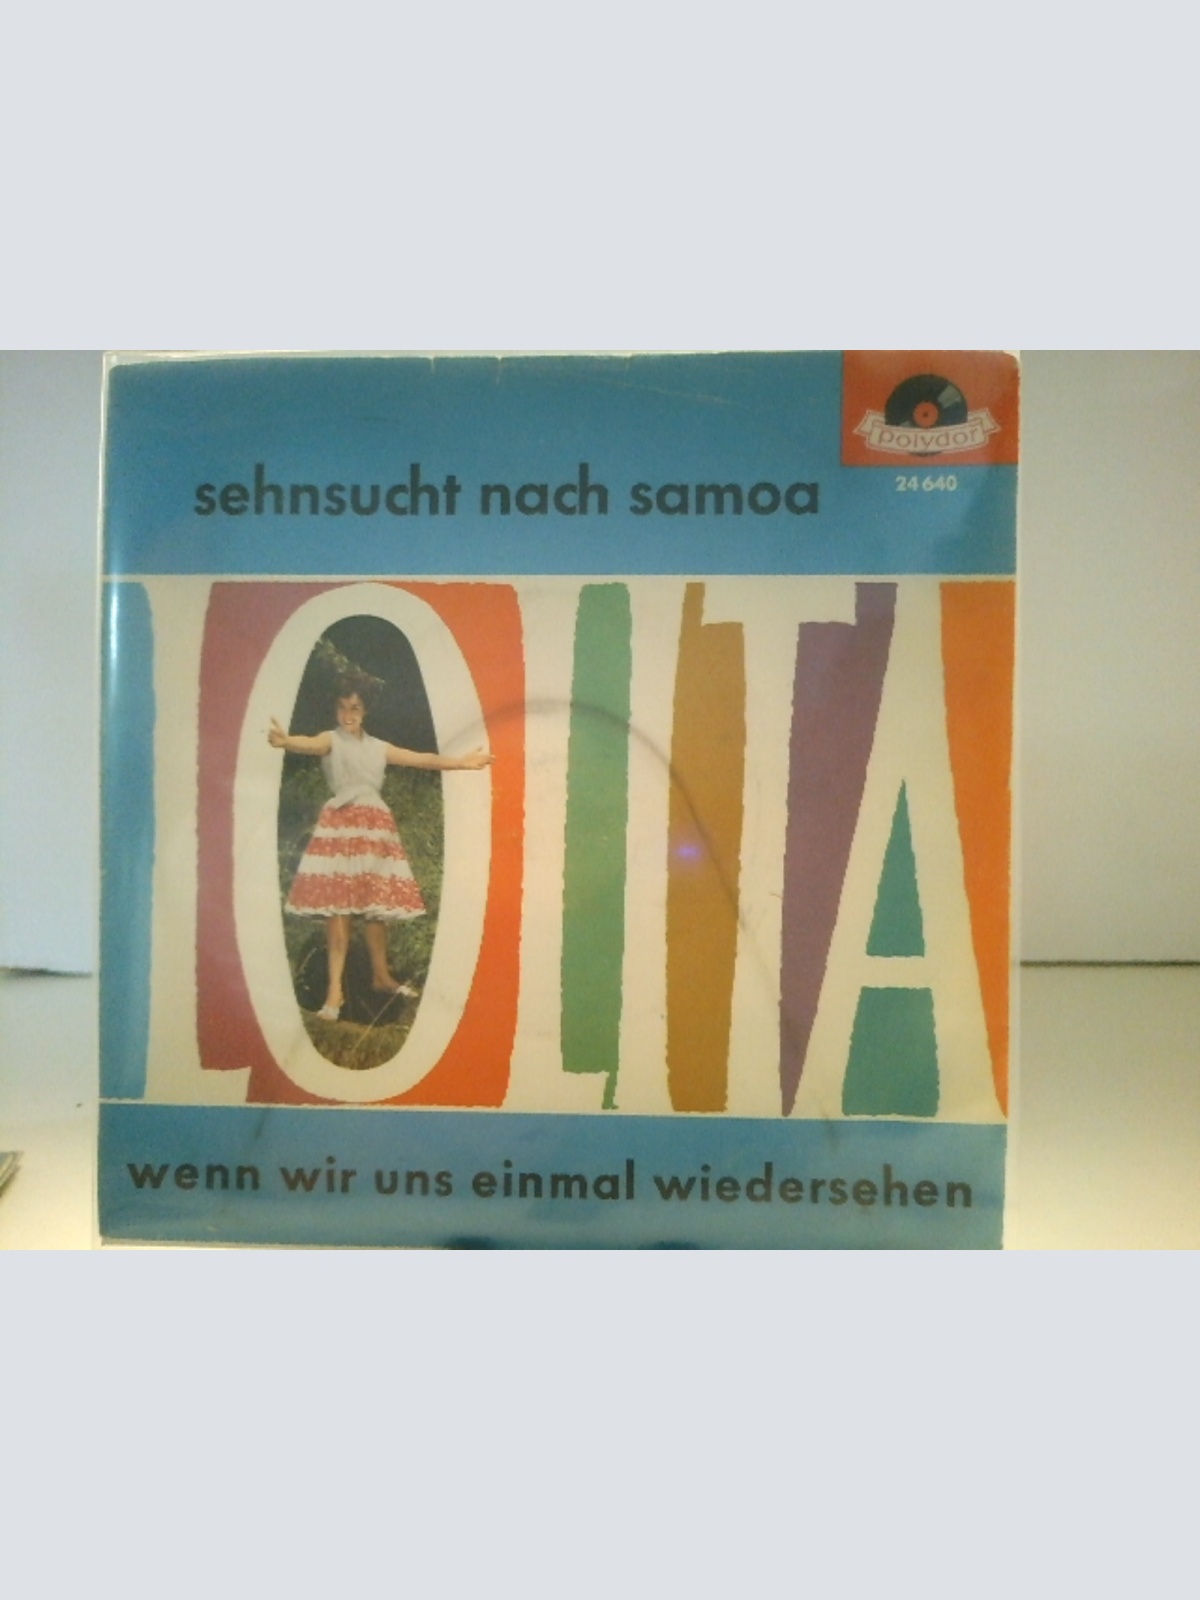 polydor
24 640
sehnsucht nach samoa
LOLITA
wenn wir uns einmal wiedersehen